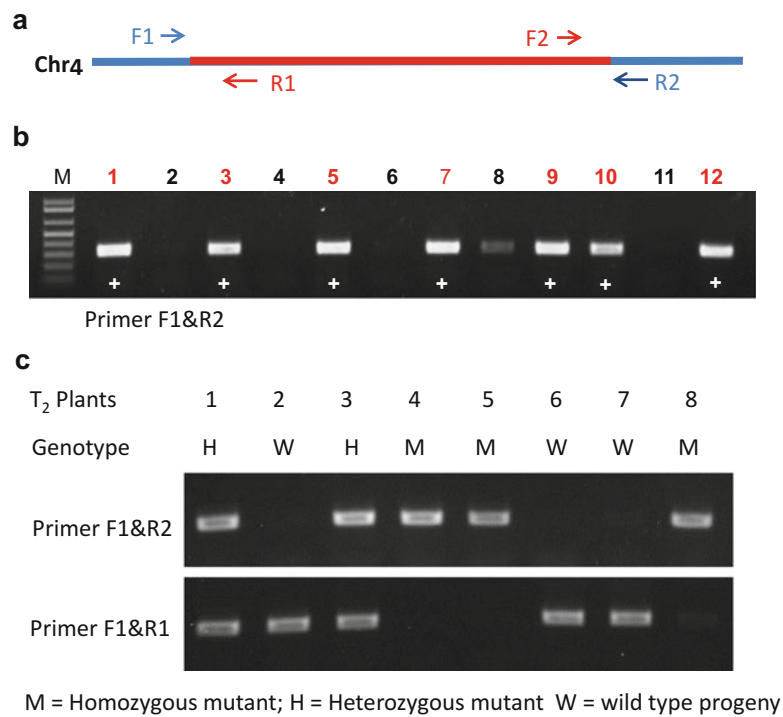 a
F1
F2
Chr4
R1
R2
b
M 1 2 3 4 5 6 7 8 9 10 11 12
+ + + + + + +
Primer F1&R2
c
T₂ Plants 1 2 3 4 5 6 7 8
Genotype H W H M M W W M
Primer F1&R2
Primer F1&R1
M = Homozygous mutant; H = Heterozygous mutant W = wild type progeny